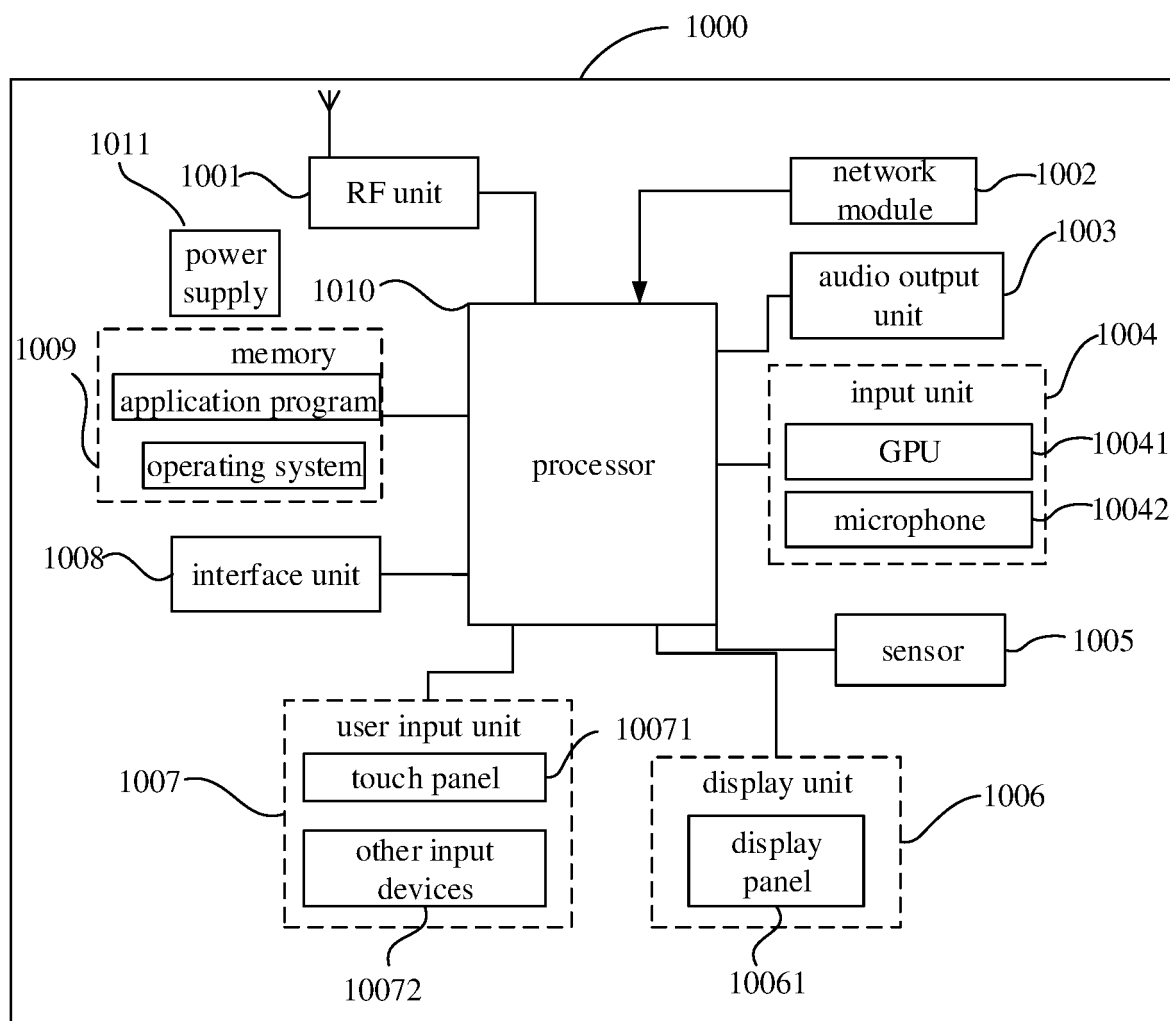 1000
1011
1001
RF unit
network
module
1002
power
supply
1003
audio output
unit
1010
1009
memory
application program
operating system
processor
1004
input unit
GPU
10041
microphone
10042
1008
interface unit
sensor
1005
user input unit
10071
touch panel
1007
other input
devices
10072
display unit
1006
display
panel
10061